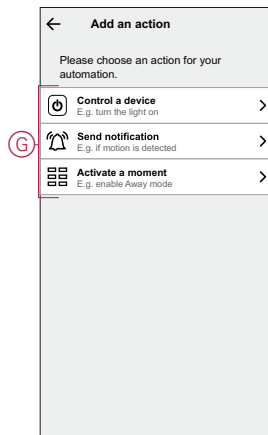 Add an action
Please choose an action for your
automation.
Control a device
E.g. turn the light on
G
Send notification
E.g. if motion is detected
Activate a moment
E.g. enable Away mode